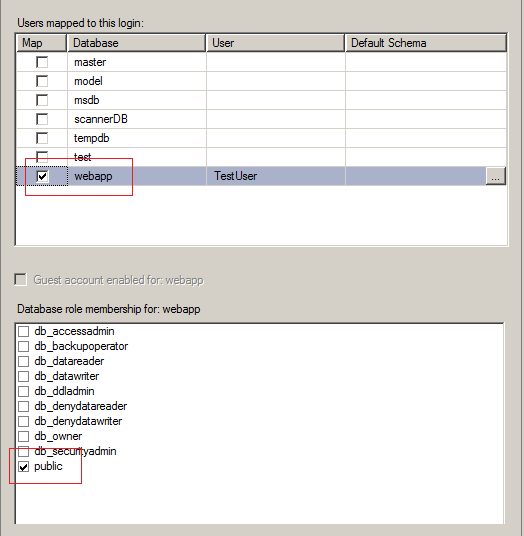 Users mapped to this login:
Map Database User Default Schema
master
model
msdb
scannerDB
tempdb
test
webapp TestUser ...
Guest account enabled for: webapp
Database role membership for: webapp
db_accessadmin
db_backupoperator
db_datareader
db_datawriter
db_ddladmin
db_denydatareader
db_denydatawriter
db_owner
db_securityadmin
public